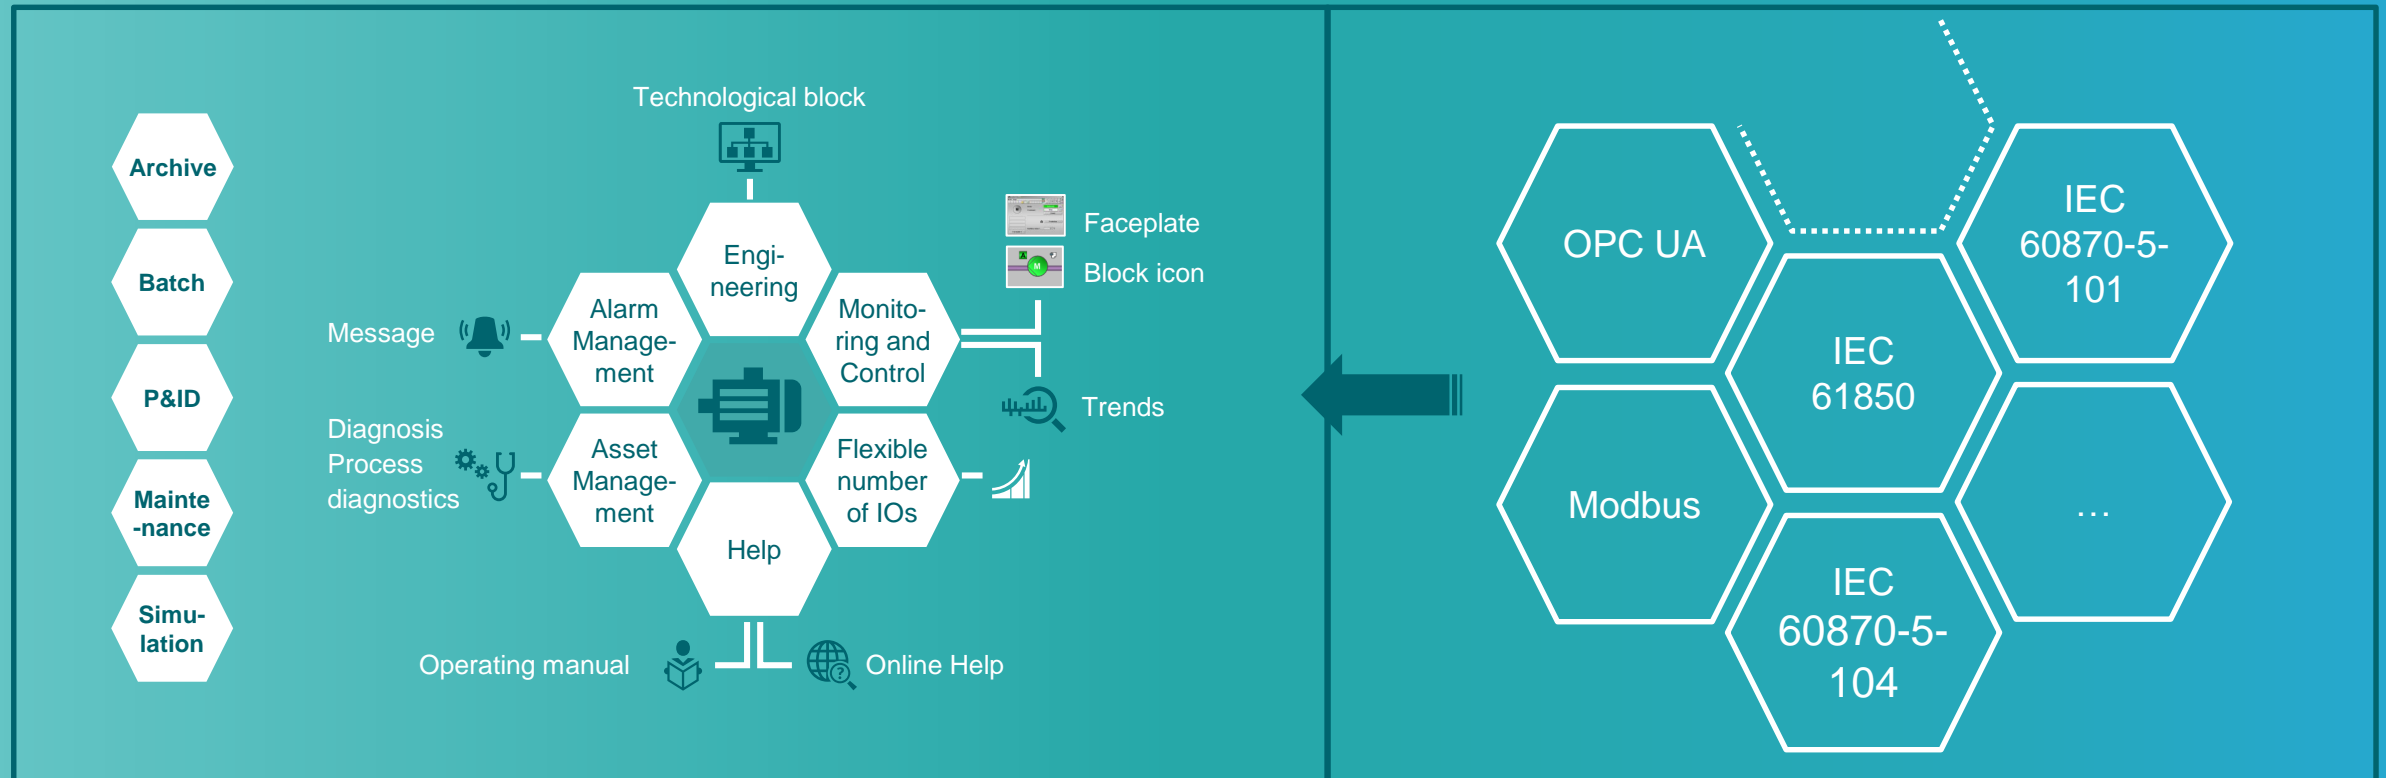 Archive
Batch
P&ID
Mainte
-nance
Simu-
lation
Technological block
Engi-
neering
Alarm
Manage-
ment
Monito-
ring and
Control
Message
Faceplate
Block icon
Trends
Diagnosis
Process
diagnostics
Asset
Manage-
ment
Flexible
number
of IOs
Help
Operating manual
Online Help
OPC UA
IEC
60870-5-
101
IEC
61850
Modbus
…
IEC
60870-5-
104
A
M
?